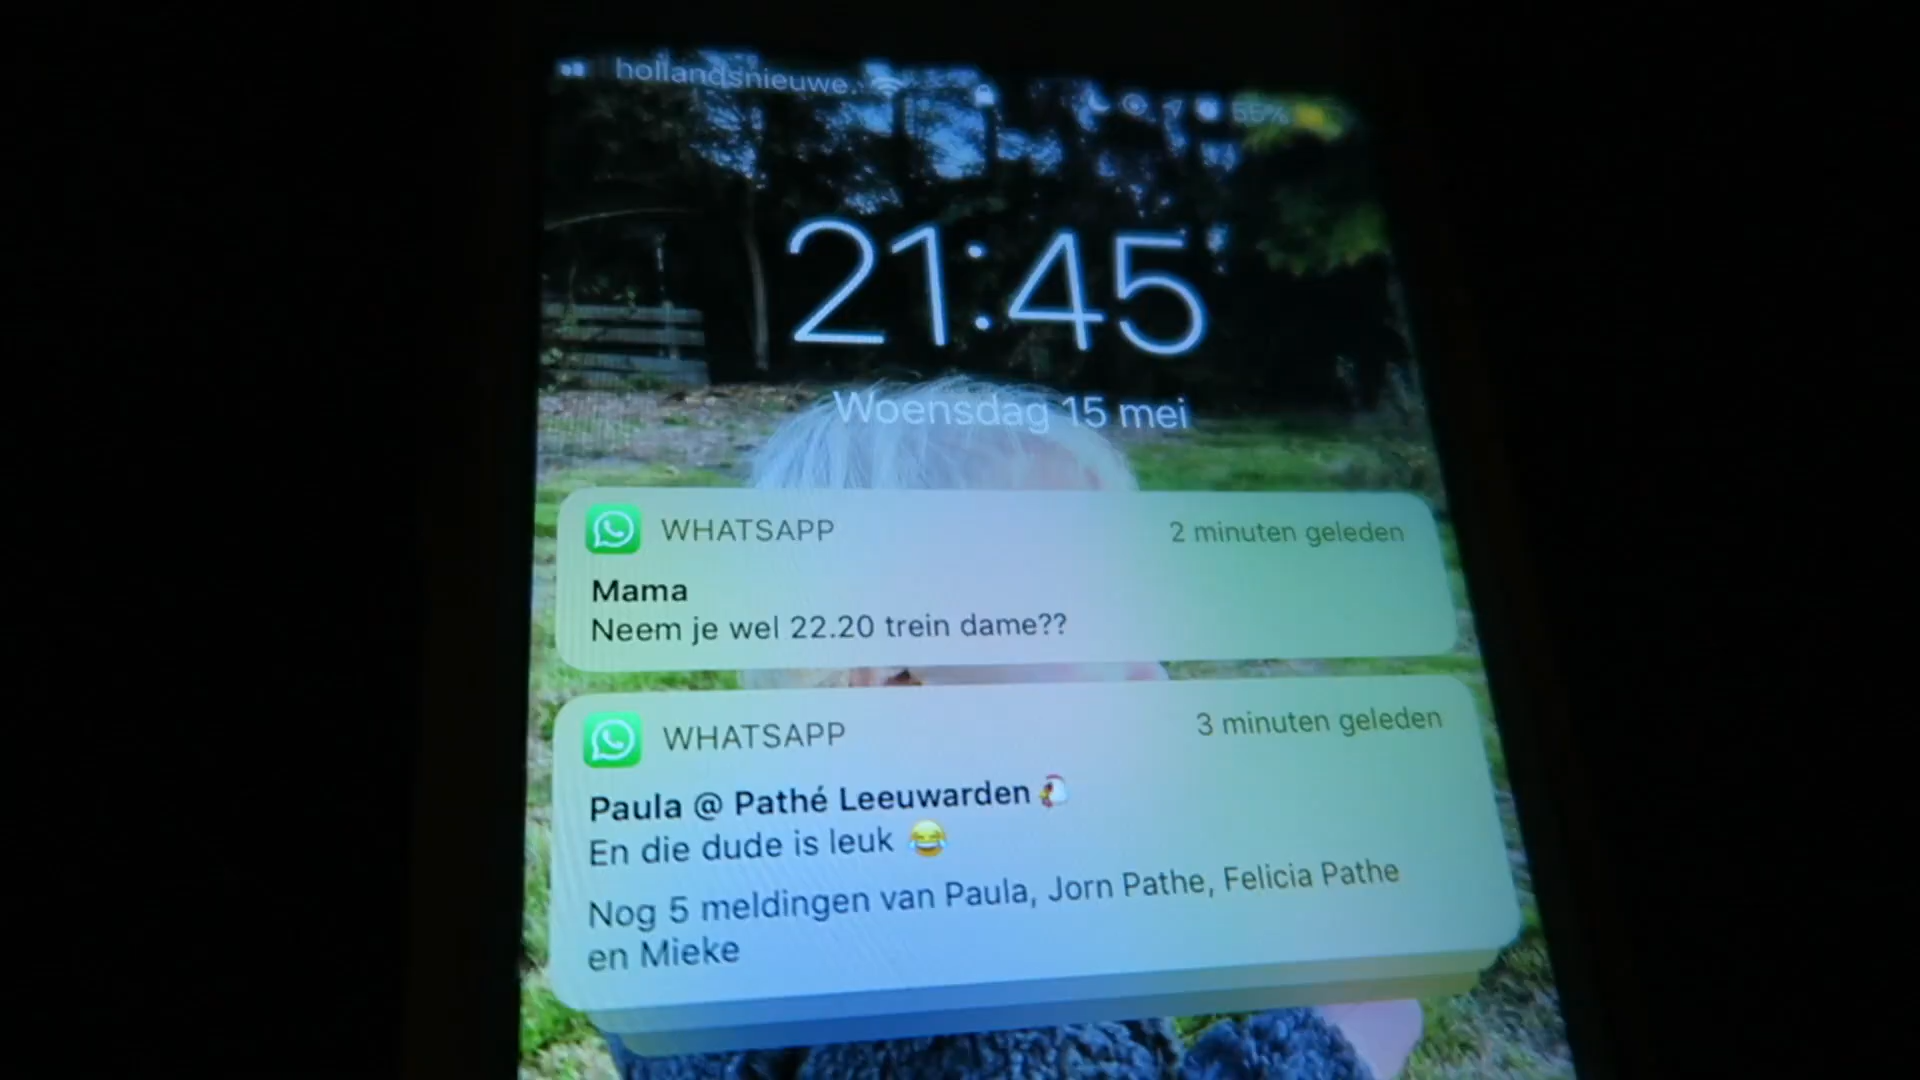 hollandsnieuwe. 55%
21:45
Woensdag 15 mei
WHATSAPP 2 minuten geleden
Mama
Neem je wel 22.20 trein dame??
WHATSAPP 3 minuten geleden
Paula @ Pathé Leeuwarden🐔
En die dude is leuk 😂
Nog 5 meldingen van Paula, Jorn Pathe, Felicia Pathe
en Mieke